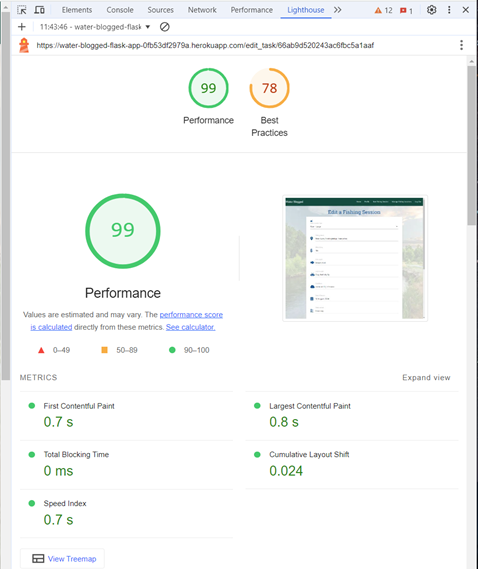 Elements Console Sources Network Performance Lighthouse 12 1
11:43:46 - water-blogged-flask
https://water-blogged-flask-app-0fb53df2979a.herokuapp.com/edit_task/66ab9d520243ac6fbc5a1aaf
99 78
Performance Best
Practices
99
Performance
Values are estimated and may vary. The performance score
is calculated directly from these metrics. See calculator.
0–49 50–89 90–100
Edit a Fishing Session
METRICS Expand view
First Contentful Paint
0.7 s
Largest Contentful Paint
0.8 s
Total Blocking Time
0 ms
Cumulative Layout Shift
0.024
Speed Index
0.7 s
View Treemap